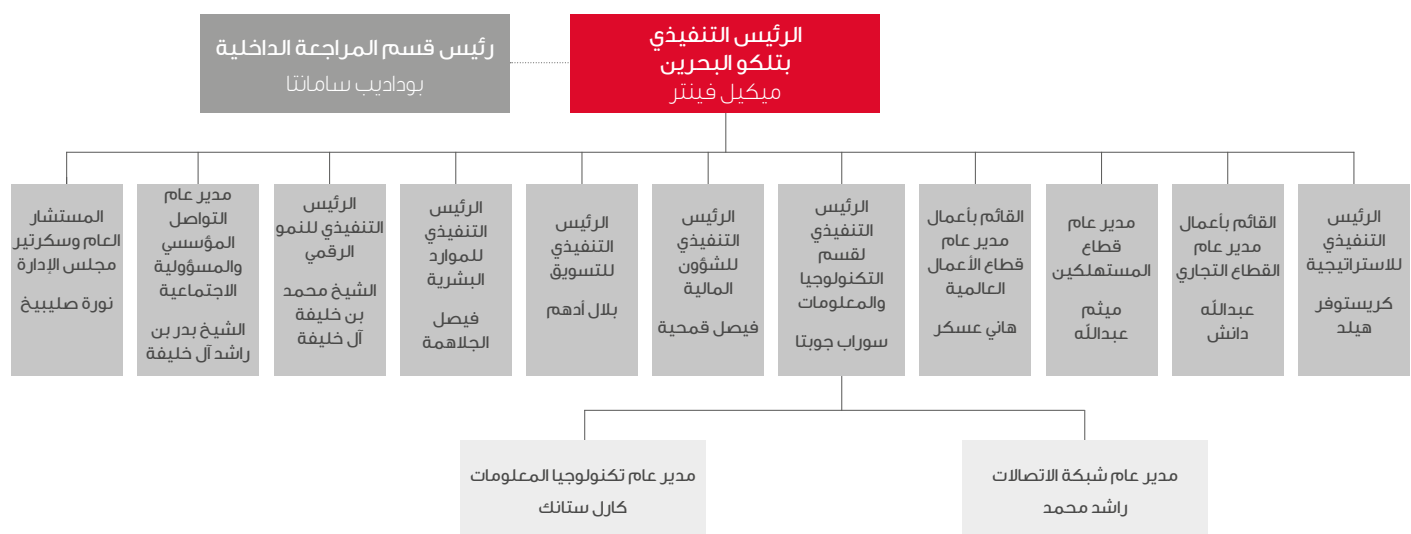 الرئيس التنفيذي
بتلكو البحرين
ميكيل فينتر
رئيس قسم المراجعة الداخلية
بوداديب سامانتا
الرئيس
التنفيذي
للاستراتيجية
كريستوفر
هيلد
القائم بأعمال
مدير عام
القطاع التجاري
عبدالله
دانش
مدير عام
قطاع
المستهلكين
ميثم
عبدالله
القائم بأعمال
مدير عام
قطاع الأعمال
العالمية
هاني عسكر
الرئيس
التنفيذي
لقسم
التكنولوجيا
والمعلومات
سوراب جوبتا
الرئيس
التنفيذي
للشؤون
المالية
فيصل قمحية
الرئيس
التنفيذي
للتسويق
بلال أدهم
الرئيس
التنفيذي
للموارد
البشرية
فيصل
الجلاهمة
الرئيس
التنفيذي للنمو
الرقمي
الشيخ محمد
بن خليفة
آل خليفة
مدير عام
التواصل
المؤسسي
والمسؤولية
الاجتماعية
الشيخ بدر بن
راشد آل خليفة
المستشار
العام وسكرتير
مجلس الإدارة
نورة صليبيخ
مدير عام شبكة الاتصالات
راشد محمد
مدير عام تكنولوجيا المعلومات
كارل ستانك